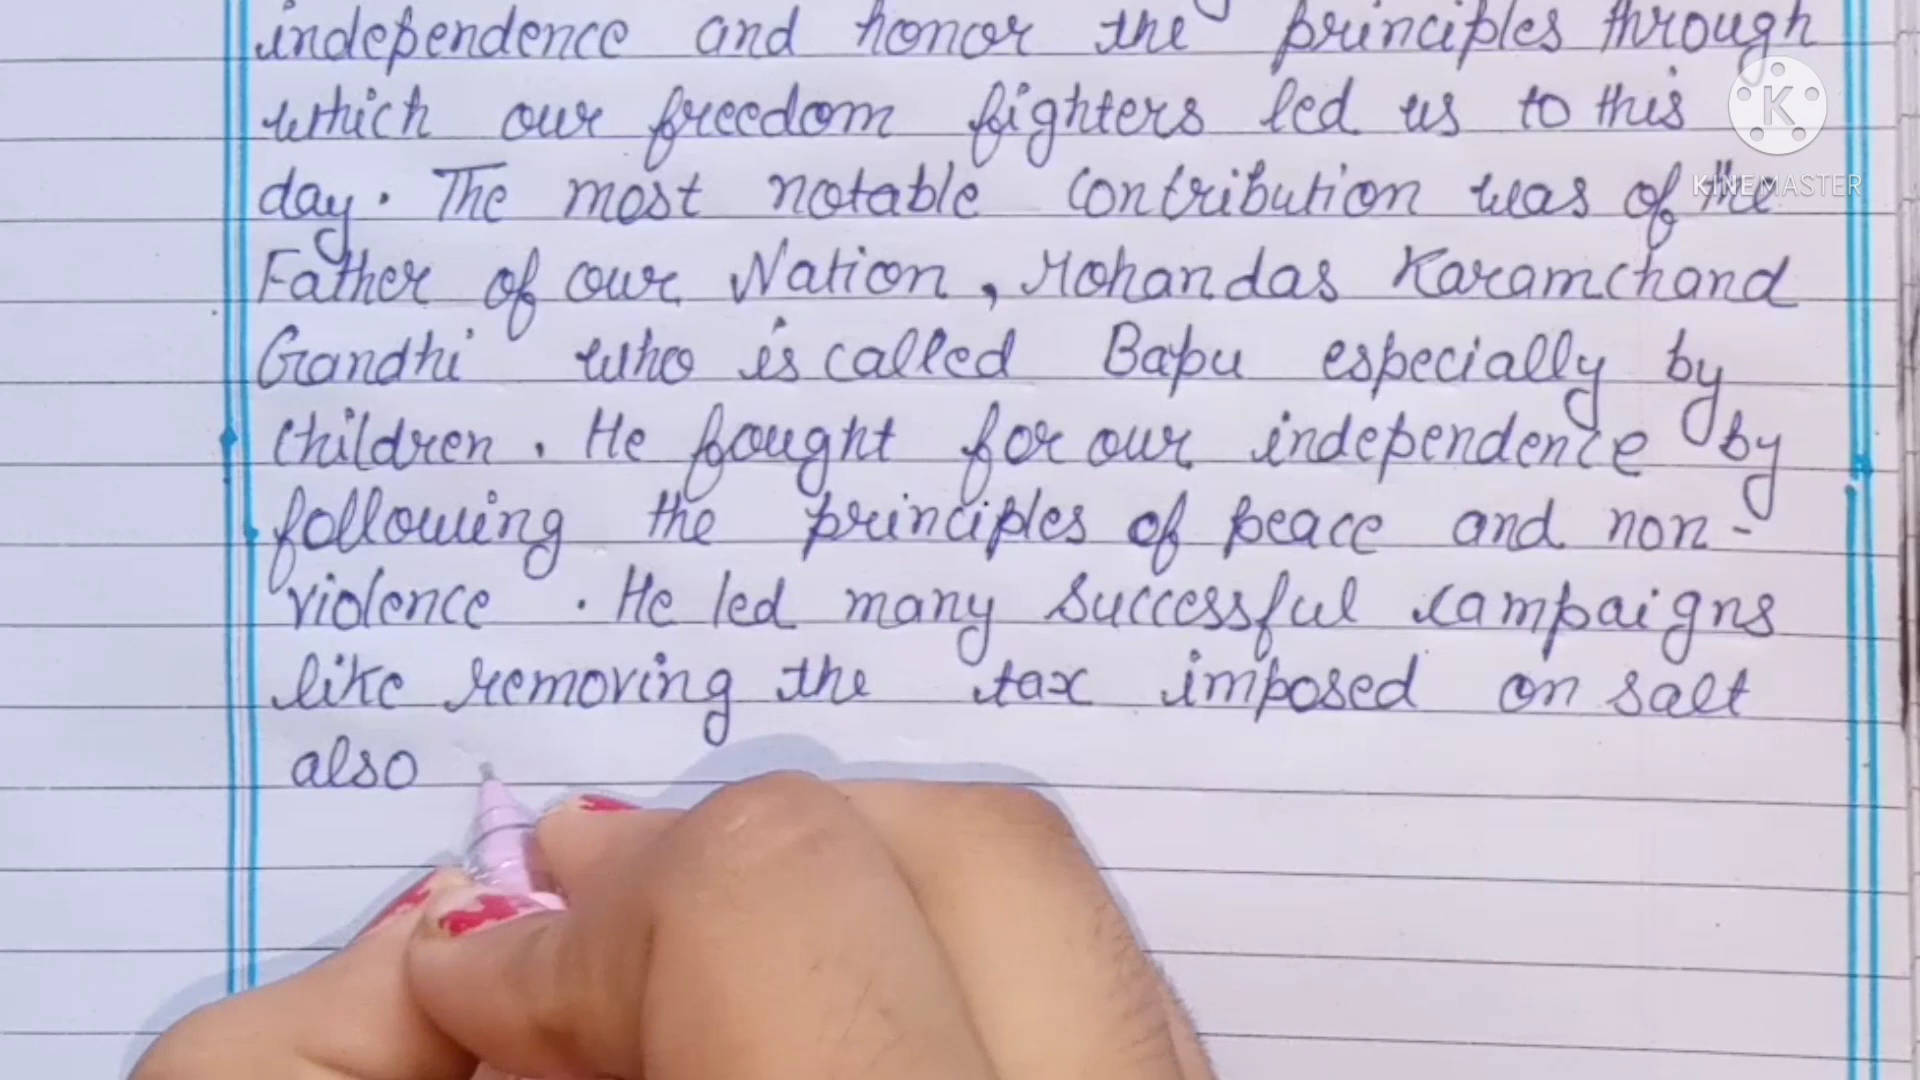 independence and honor the principles through
which our freedom fighters led us to this
day. The most notable contribution was of the
Father of our Nation, Mohandas Karamchand
Gandhi who is called Bapu especially by
children. He fought for our independence by
following the principles of peace and non-
violence. He led many successful campaigns
like removing the tax imposed on salt
also
K
KINEMASTER